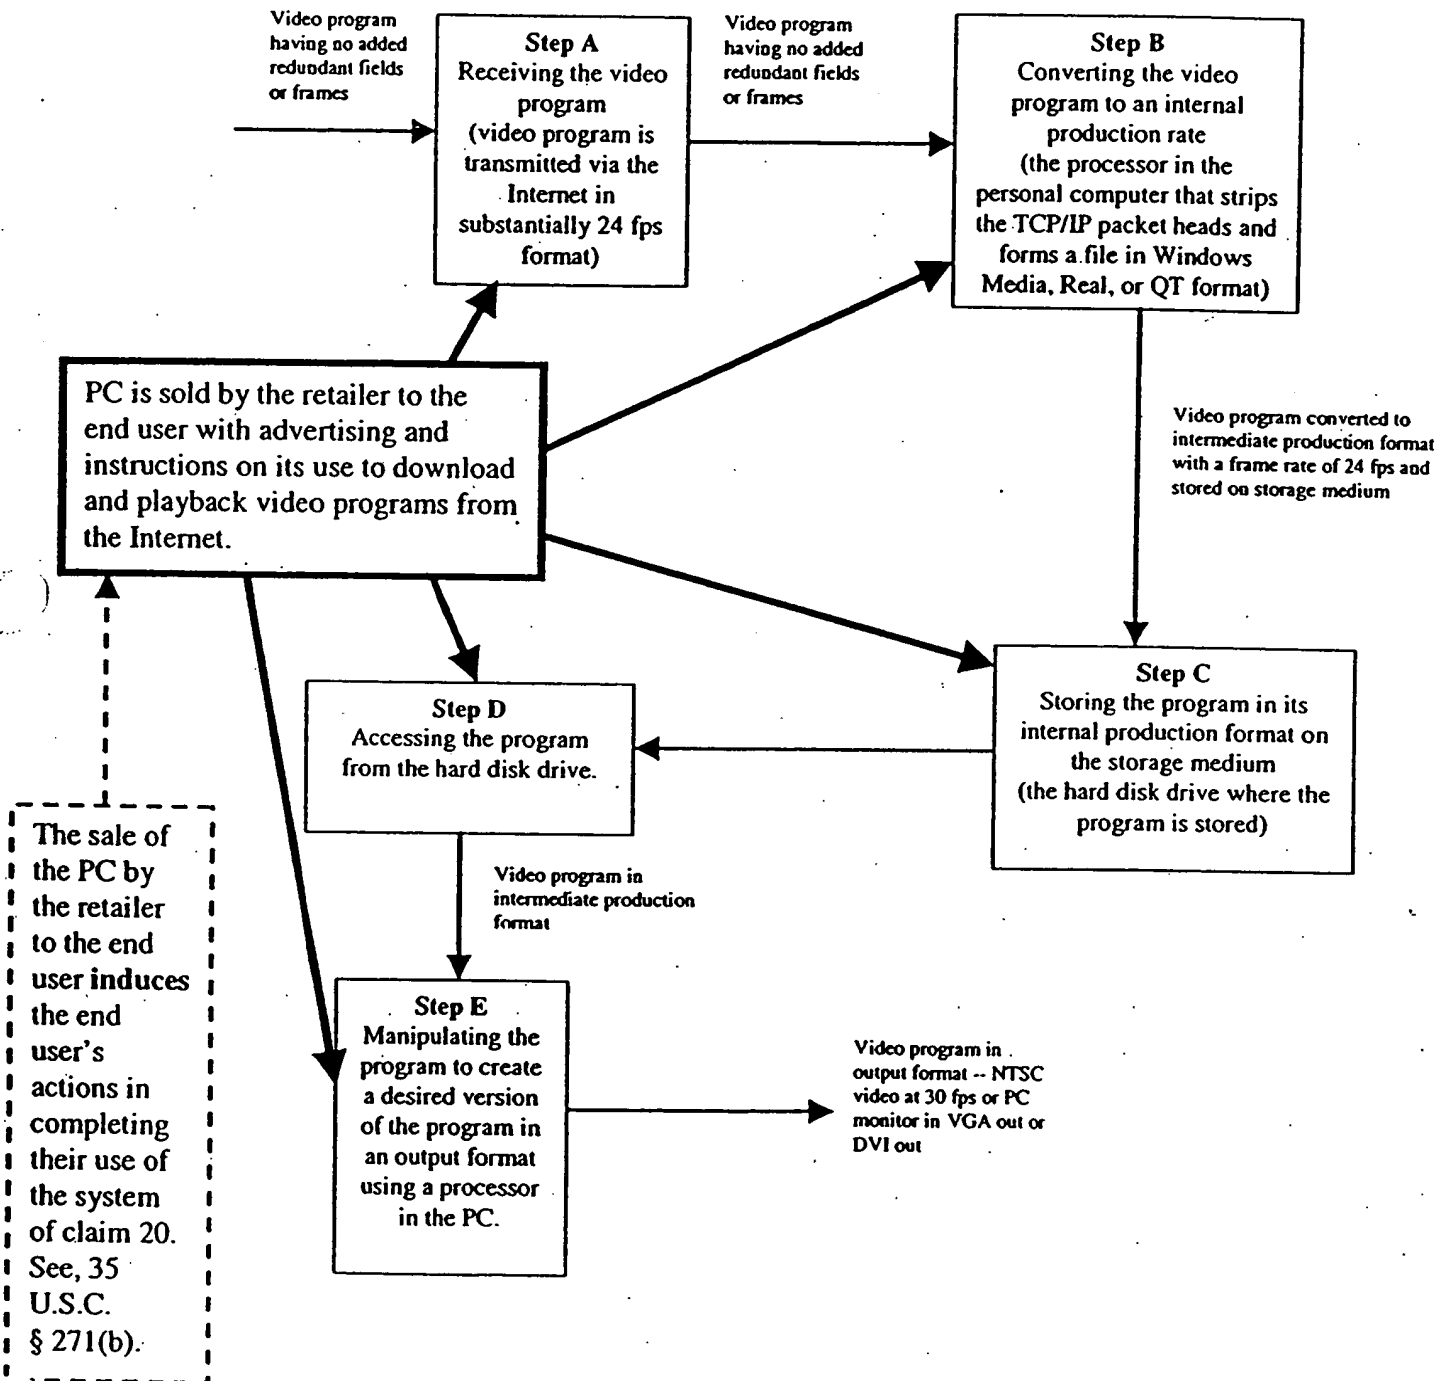 Video program
having no added
redundant fields
or frames
Step A
Receiving the video
program
(video program is
transmitted via the
Internet in
substantially 24 fps
format)
Video program
having no added
redundant fields
or frames
Step B
Converting the video
program to an internal
production rate
(the processor in the
personal computer that strips
the TCP/IP packet heads and
forms a file in Windows
Media, Real, or QT format)
PC is sold by the retailer to the
end user with advertising and
instructions on its use to download
and playback video programs from
the Internet.
Video program converted to
intermediate production format
with a frame rate of 24 fps and
stored on storage medium
Step C
Storing the program in its
internal production format on
the storage medium
(the hard disk drive where the
program is stored)
Step D
Accessing the program
from the hard disk drive.
Video program in
intermediate production
format
Step E
Manipulating the
program to create
a desired version
of the program in
an output format
using a processor
in the PC.
Video program in
output format -- NTSC
video at 30 fps or PC
monitor in VGA out or
DVI out
The sale of
the PC by
the retailer
to the end
user induces
the end
user's
actions in
completing
their use of
the system
of claim 20.
See, 35
U.S.C.
§ 271(b).